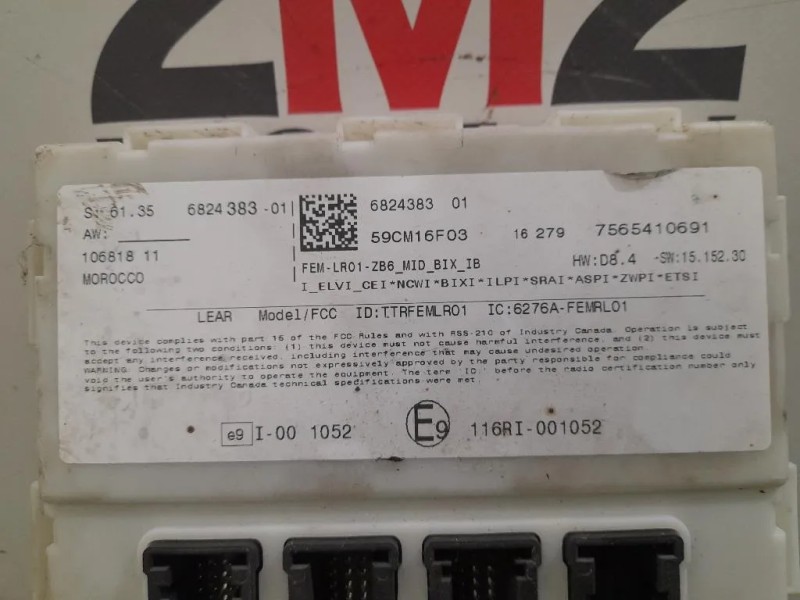 61.35 6824383-01
6824383 01
AW:
59CM16F03 16 279 7565410691
106818 11
MOROCCO
FEM-LR01-ZB6_MID_BIX_IB HW:D8.4 -SW:15.152.30
I_ELVI_CEI*NCWI*BIXI*ILPI*SRAI*ASPI*ZWPI*ETSI
LEAR Model/FCC ID:TTRFEMLR01 IC:6276A-FEMRL01
This device complies with part 15 of the FCC Rules and with RSS-210 of Industry Canada. Operation is subject
to the following two conditions: (1) this device must not cause harmful interference, and (2) this device must
accept any interference received, including interference that may cause undesired operation.
WARNING: Changes or modifications not expressively approved by the party responsible for compliance could
void the user's authority to operate the equipment. The term 'ID:' before the radio certification number only
signifies that Industry Canada technical specifications were met.
e9 I-00 1052 E9 116RI-001052